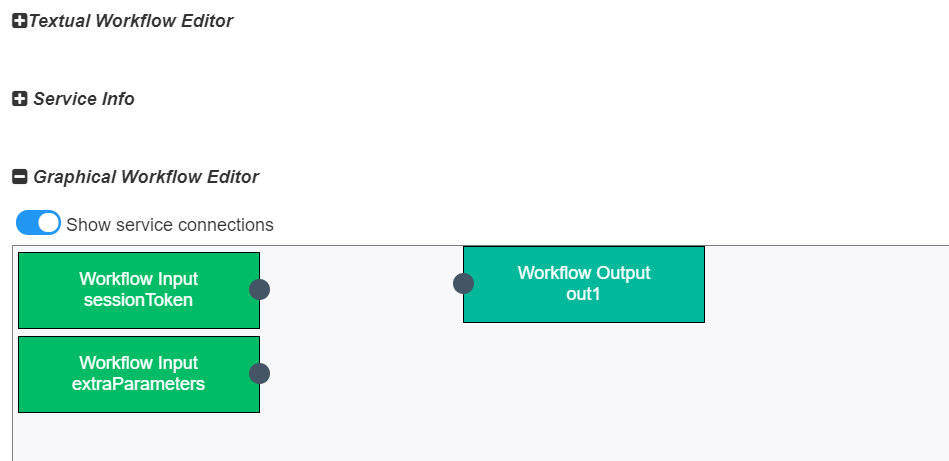 Textual Workflow Editor
Service Info
Graphical Workflow Editor
Show service connections
Workflow Input
sessionToken
Workflow Output
out1
Workflow Input
extraParameters